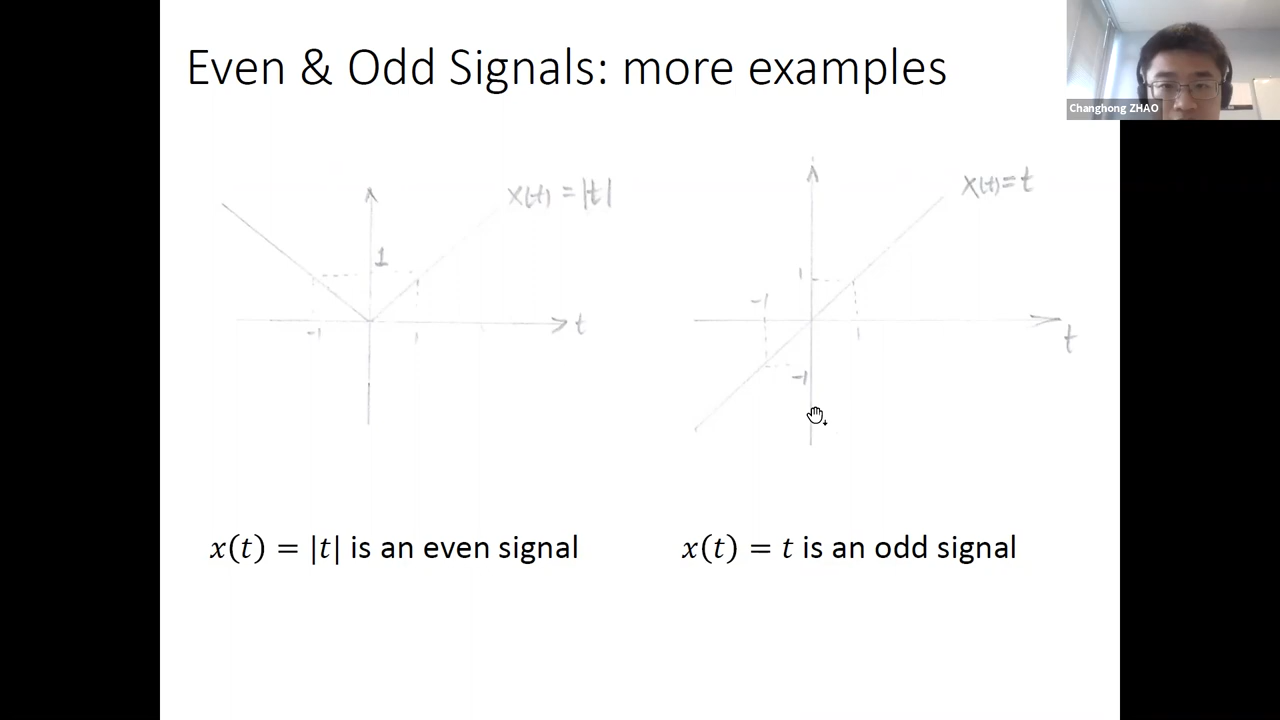 Even & Odd Signals: more examples
Changhong ZHAO
x(t) = |t|
1
-1
1
t
x(t) = t
1
-1
1
t
-1
x(t) = |t| is an even signal
x(t) = t is an odd signal